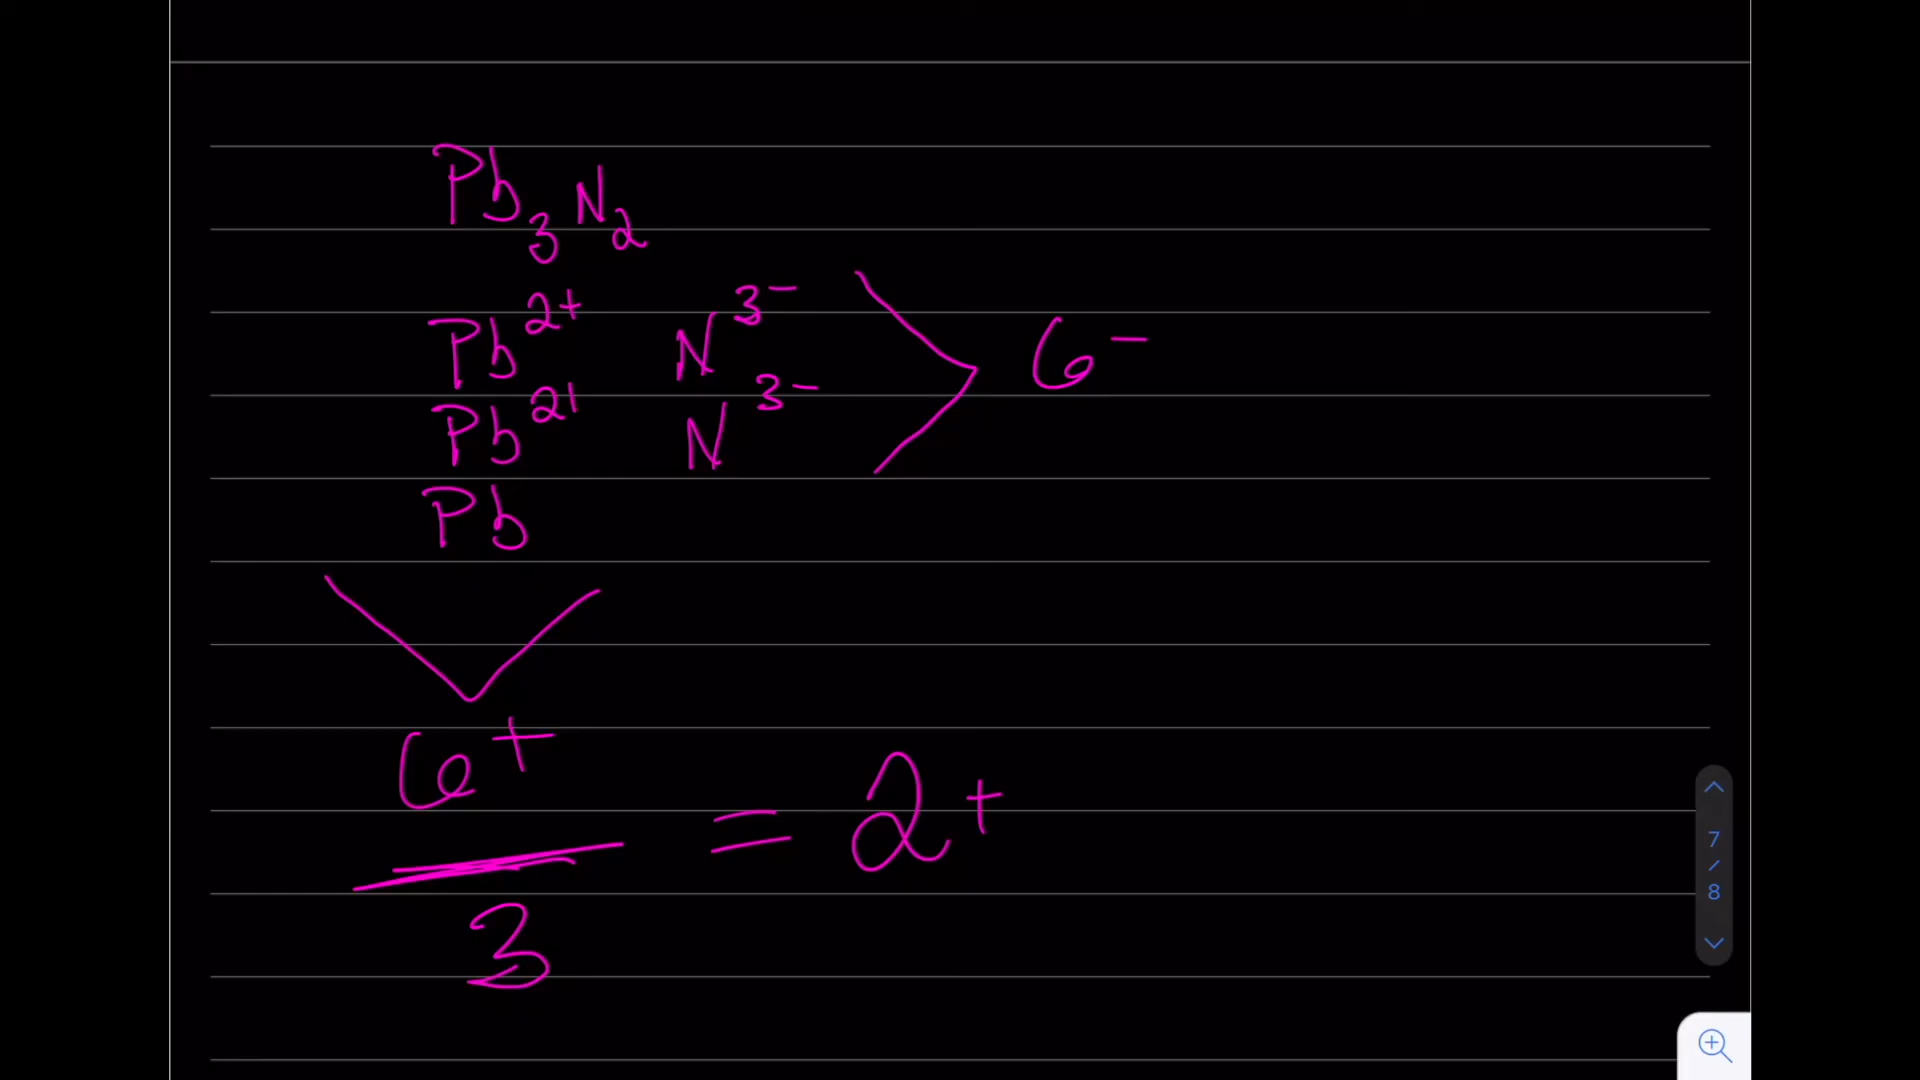 Pb₃N₂
Pb²⁺ N³⁻
6⁻
Pb²⁺ N³⁻
Pb
6⁺
= 2⁺
3
7
/
8